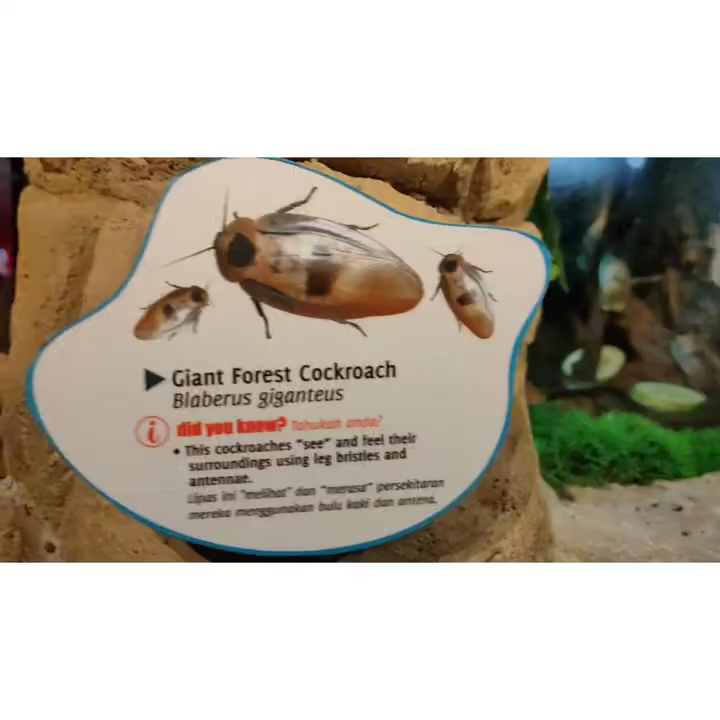 Giant Forest Cockroach
Blaberus giganteus
i did you know? Tahukah anda?
• This cockroaches "see" and feel their
surroundings using leg bristles and
antennae.
Lipas ini "melihat" dan "merasa" persekitaran
mereka menggunakan bulu kaki dan antena.